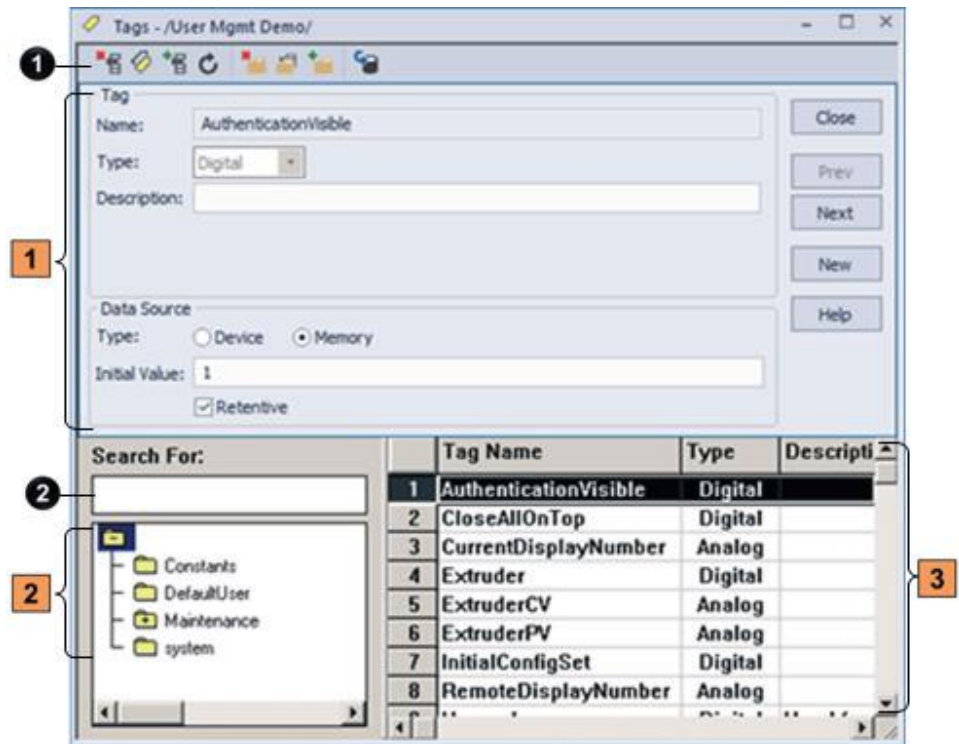 Tags - /User Mgmt Demo/
1
Tag
Name: AuthenticationVisible
Close
Type: Digital
Prev
Description:
Next
1
New
Data Source
Help
Type: Device Memory
Initial Value: 1
Retentive
Search For:
Tag Name Type Descripti
2
1 AuthenticationVisible Digital
2 CloseAllOnTop Digital
Constants
3 CurrentDisplayNumber Analog
DefaultUser
4 Extruder Digital
2
3
Maintenance
5 ExtruderCV Analog
system
6 ExtruderPV Analog
7 InitialConfigSet Digital
8 RemoteDisplayNumber Analog